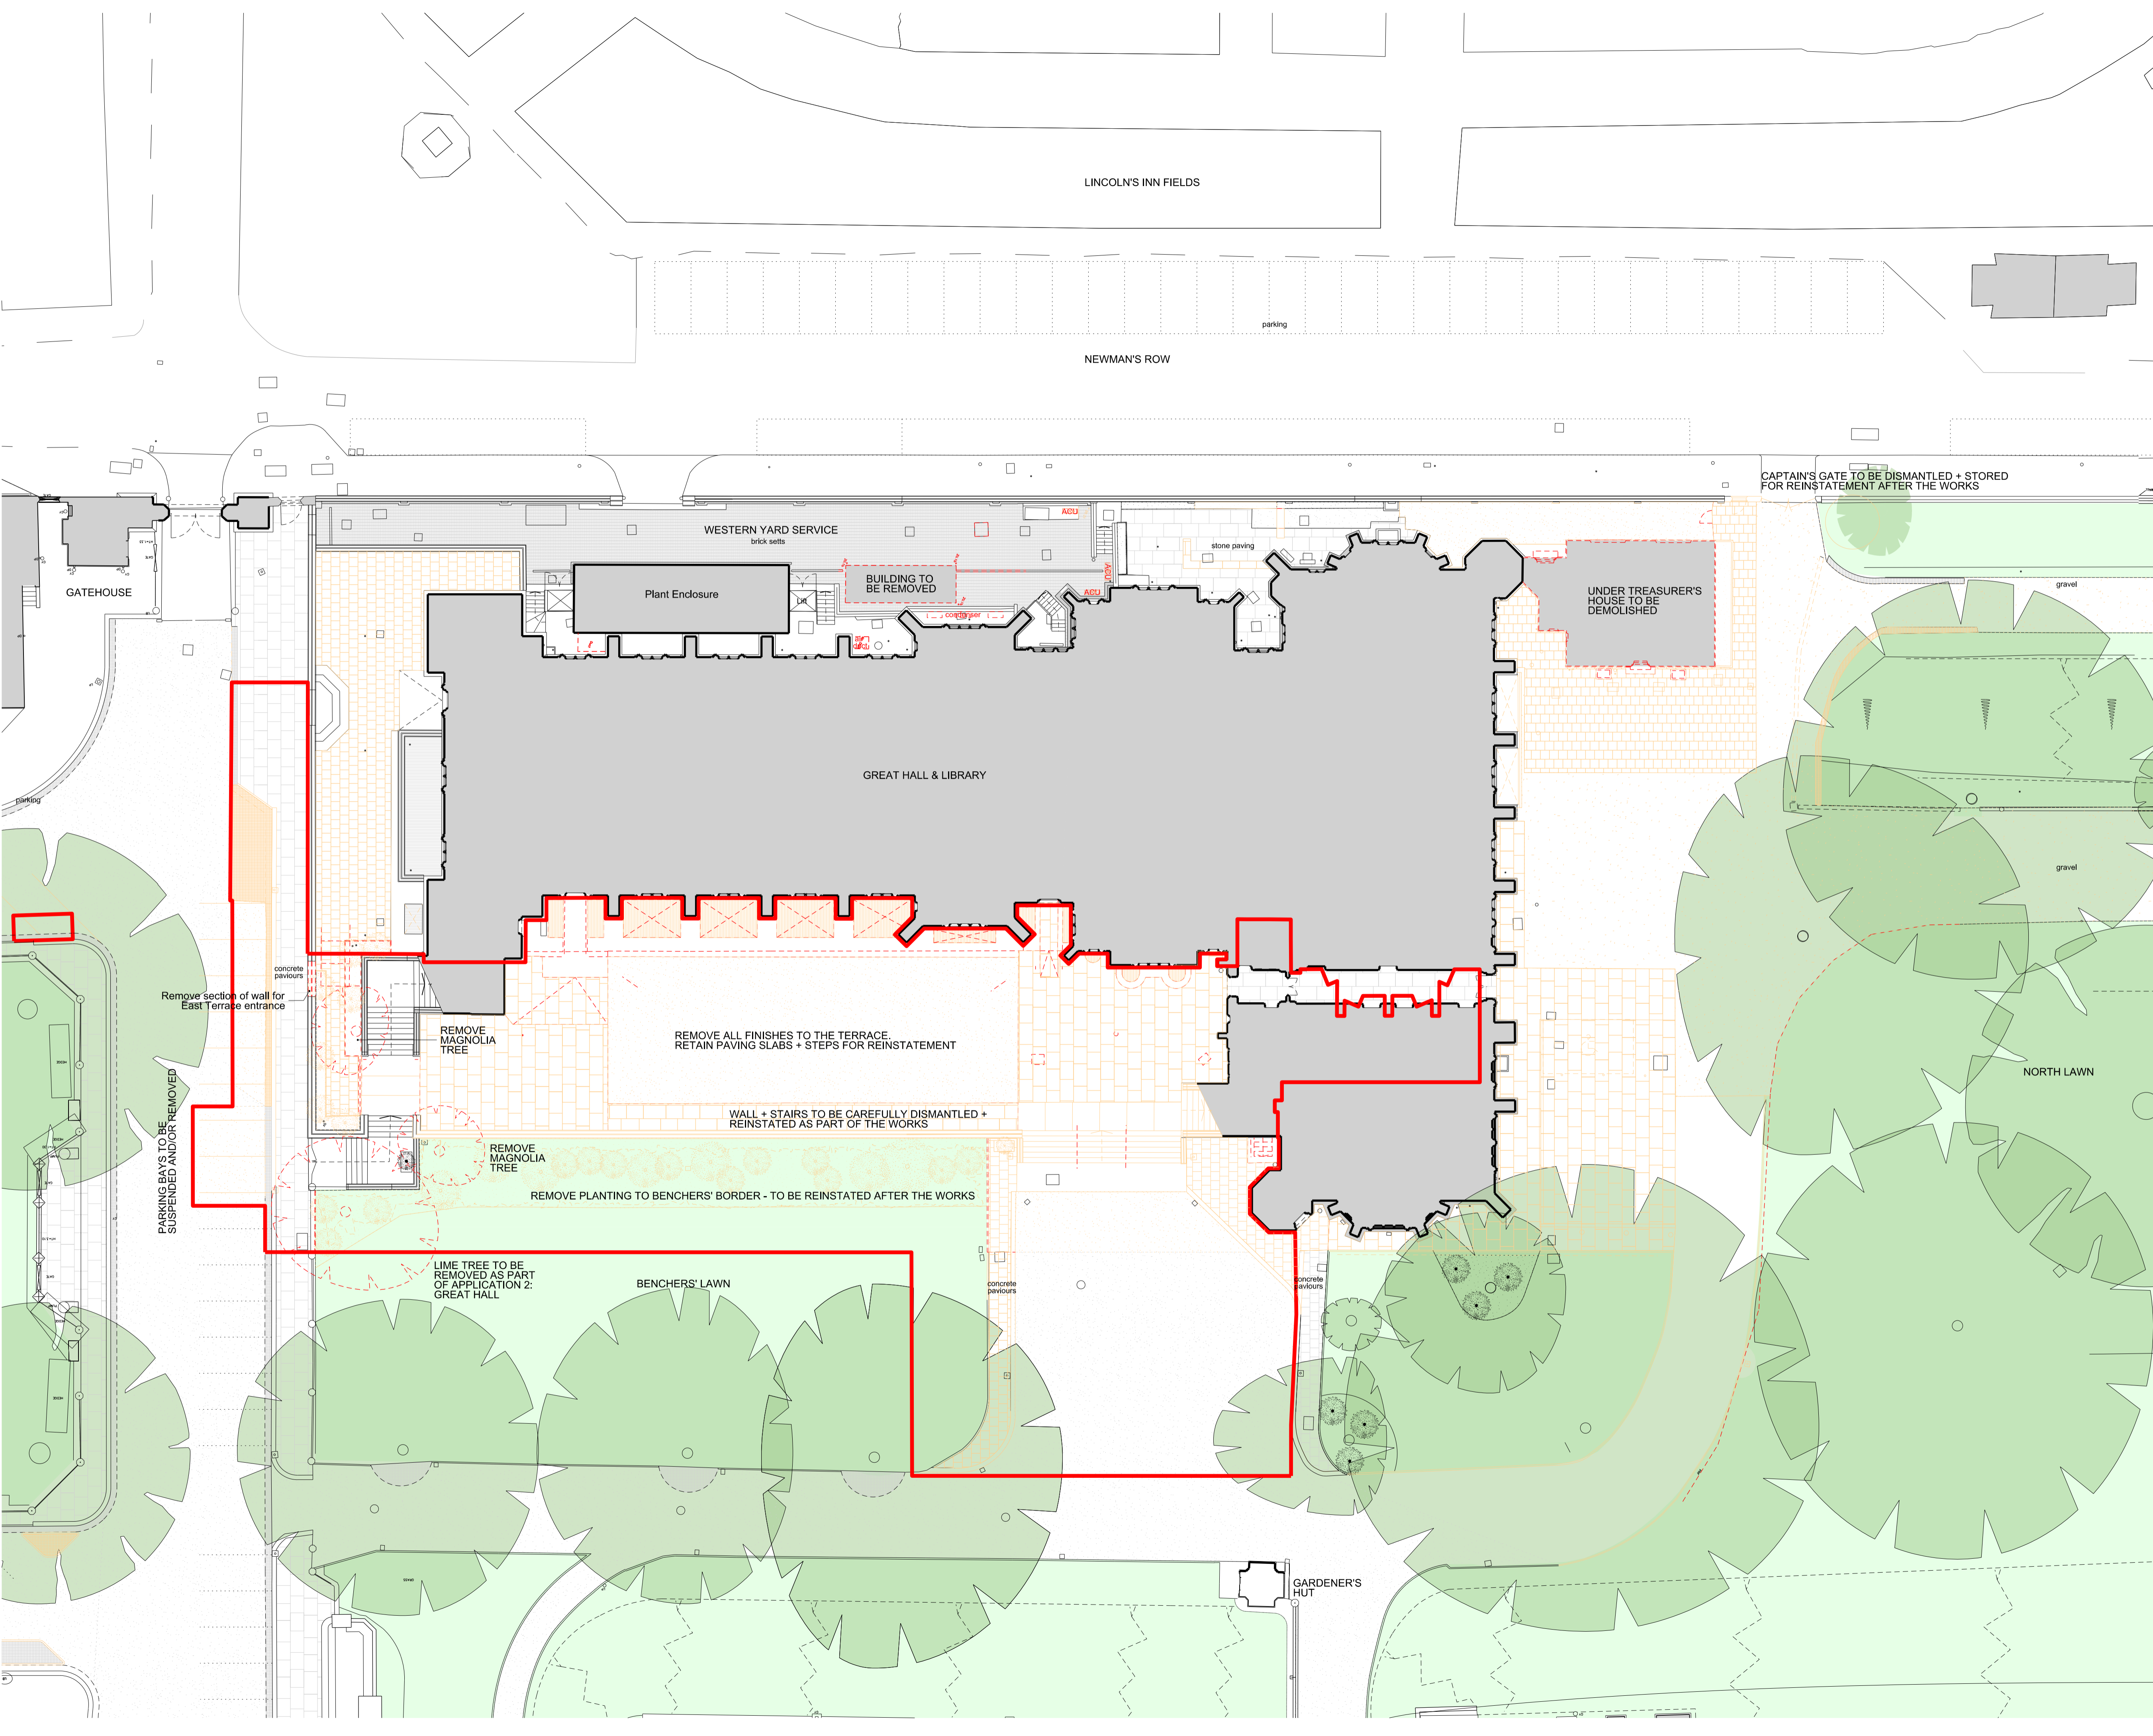 LINCOLN'S INN FIELDS
parking
NEWMAN'S ROW
CAPTAIN'S GATE TO BE DISMANTLED + STORED
FOR REINSTATEMENT AFTER THE WORKS
ACU
WESTERN YARD SERVICE
brick setts
stone paving
GATEHOUSE
Plant Enclosure
Lift
BUILDING TO
BE REMOVED
ACU
ACU
condenser
UNDER TREASURER'S
HOUSE TO BE
DEMOLISHED
gravel
GREAT HALL & LIBRARY
parking
gravel
concrete
paviours
Remove section of wall for
East Terrace entrance
REMOVE
MAGNOLIA
TREE
REMOVE ALL FINISHES TO THE TERRACE.
RETAIN PAVING SLABS + STEPS FOR REINSTATEMENT
NORTH LAWN
PARKING BAYS TO BE
SUSPENDED AND/OR REMOVED
WALL + STAIRS TO BE CAREFULLY DISMANTLED +
REINSTATED AS PART OF THE WORKS
REMOVE
MAGNOLIA
TREE
REMOVE PLANTING TO BENCHERS' BORDER - TO BE REINSTATED AFTER THE WORKS
LIME TREE TO BE
REMOVED AS PART
OF APPLICATION 2:
GREAT HALL
BENCHERS' LAWN
concrete
paviours
concrete
paviours
GARDENER'S
HUT